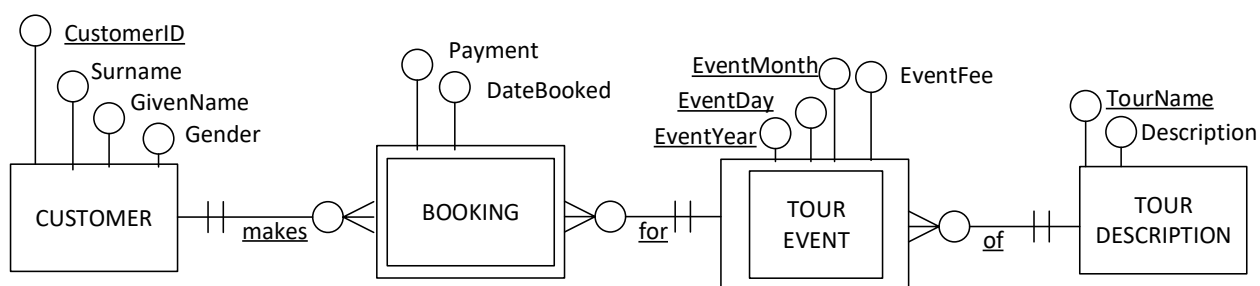 CustomerID
Surname
GivenName
Gender
CUSTOMER
makes
Payment
DateBooked
BOOKING
for
EventMonth
EventDay
EventYear
EventFee
TOUR
EVENT
of
TourName
Description
TOUR
DESCRIPTION